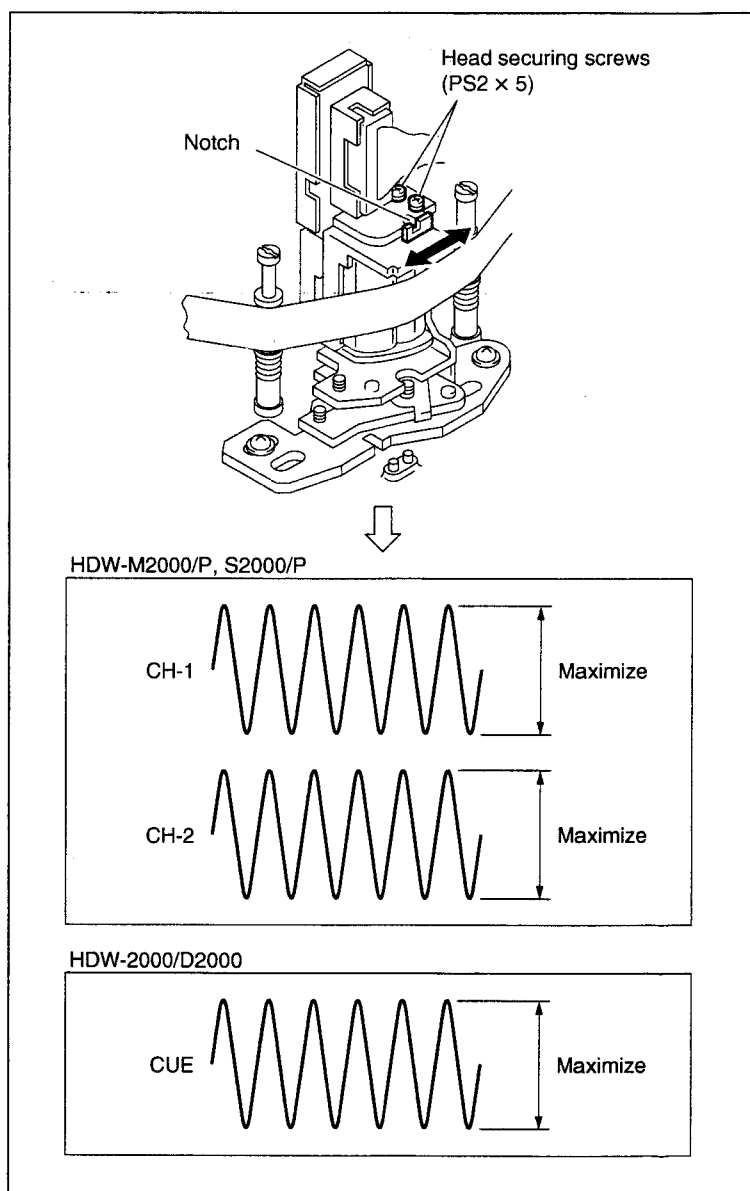 Head securing screws
(PS2 × 5)
Notch
HDW-M2000/P, S2000/P
CH-1
Maximize
CH-2
Maximize
HDW-2000/D2000
CUE
Maximize